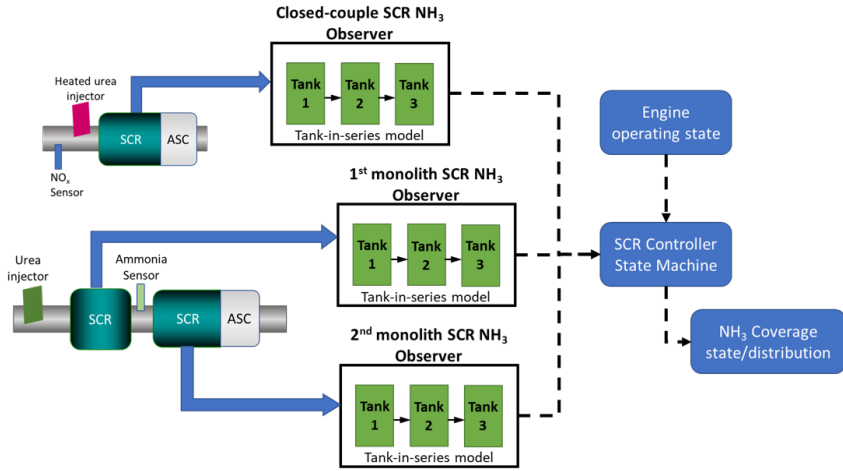 Closed-couple SCR NH₃
Observer
Tank
1
Tank
2
Tank
3
Tank-in-series model
Heated urea
injector
SCR
ASC
NOₓ
Sensor
Engine
operating state
1ˢᵗ monolith SCR NH₃
Observer
Tank
1
Tank
2
Tank
3
Tank-in-series model
Urea
injector
Ammonia
Sensor
SCR
SCR
ASC
SCR Controller
State Machine
2ⁿᵈ monolith SCR NH₃
Observer
Tank
1
Tank
2
Tank
3
Tank-in-series model
NH₃ Coverage
state/distribution